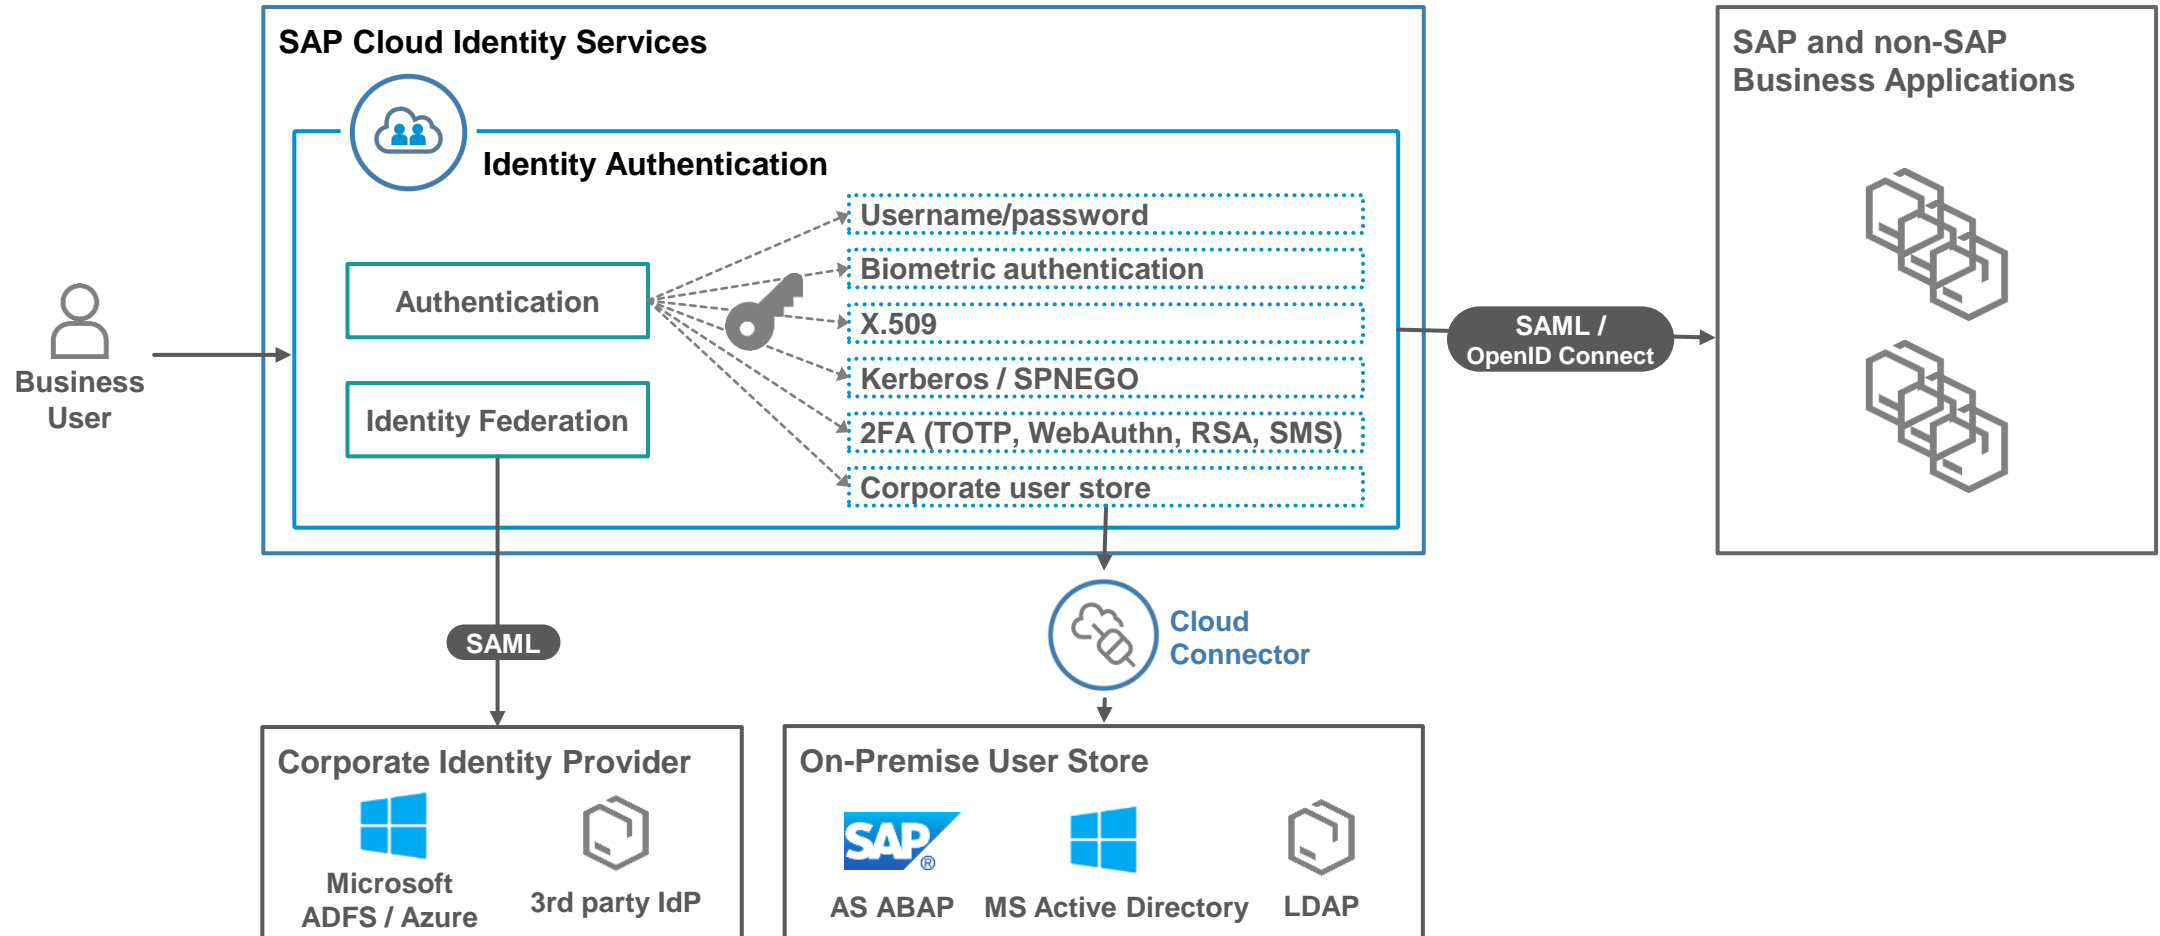 SAP Cloud Identity Services
SAP and non-SAP
Business Applications
Identity Authentication
Username/password
Biometric authentication
Authentication
X.509
SAML /
OpenID Connect
Kerberos / SPNEGO
Business
User
Identity Federation
2FA (TOTP, WebAuthn, RSA, SMS)
Corporate user store
Cloud
Connector
SAML
Corporate Identity Provider
On-Premise User Store
SAP®
Microsoft
ADFS / Azure
3rd party IdP
AS ABAP
MS Active Directory
LDAP